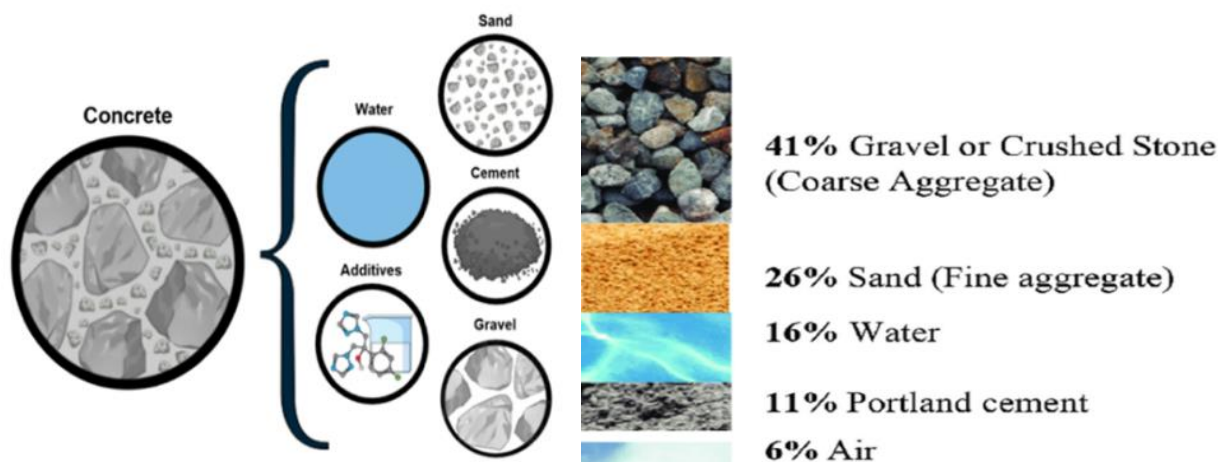 Concrete
Water
Additives
Sand
Cement
Gravel
41% Gravel or Crushed Stone
(Coarse Aggregate)
26% Sand (Fine aggregate)
16% Water
11% Portland cement
6% Air